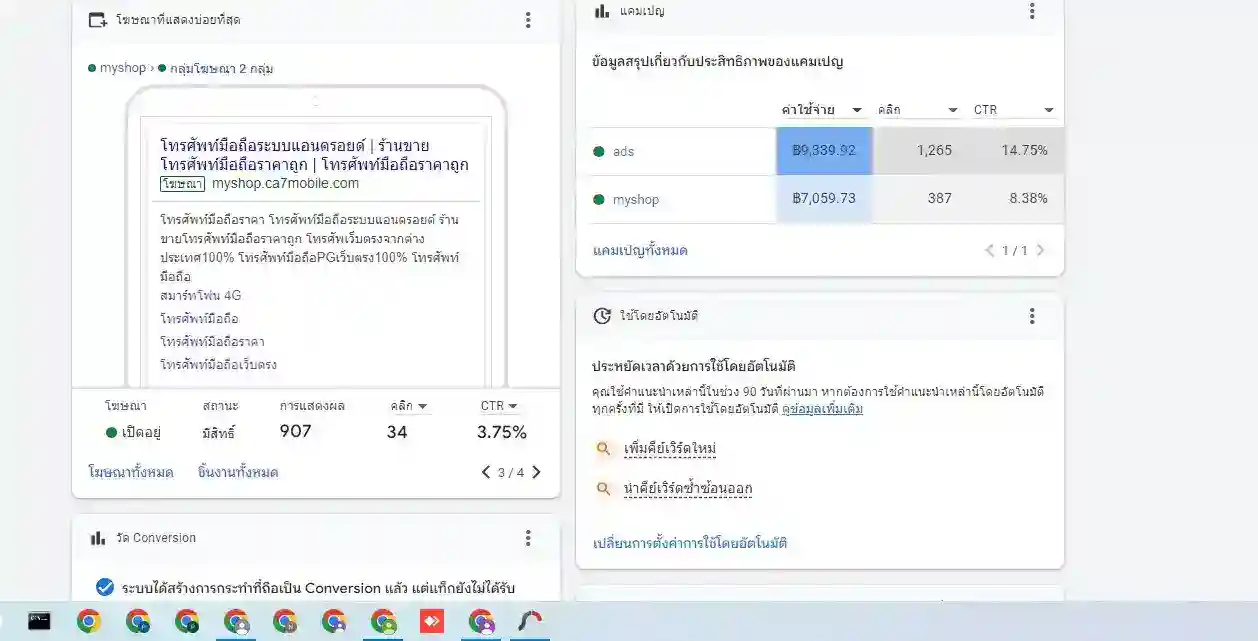 โฆษณาที่แสดงบ่อยที่สุด
myshop › กลุ่มโฆษณา 2 กลุ่ม
โทรศัพท์มือถือระบบแอนดรอยด์ | ร้านขาย
โทรศัพท์มือถือราคาถูก | โทรศัพท์มือถือราคาถูก
โฆษณา myshop.ca7mobile.com
โทรศัพท์มือถือราคา โทรศัพท์มือถือระบบแอนดรอยด์ ร้าน
ขายโทรศัพท์มือถือราคาถูก โทรศัพเว็บตรงจากต่าง
ประเทศ100% โทรศัพท์มือถือPGเว็บตรง100% โทรศัพท์
มือถือ
สมาร์ทโฟน 4G
โทรศัพท์มือถือ
โทรศัพท์มือถือราคา
โทรศัพท์มือถือเว็บตรง
โฆษณา สถานะ การแสดงผล คลิก CTR
เปิดอยู่ มีสิทธิ์ 907 34 3.75%
โฆษณาทั้งหมด ชิ้นงานทั้งหมด 3 / 4
วัด Conversion
ระบบได้สร้างการกระทำที่ถือเป็น Conversion แล้ว แต่แท็กยังไม่ได้รับ
แคมเปญ
ข้อมูลสรุปเกี่ยวกับประสิทธิภาพของแคมเปญ
ค่าใช้จ่าย คลิก CTR
ads ฿9,339.92 1,265 14.75%
myshop ฿7,059.73 387 8.38%
แคมเปญทั้งหมด 1 / 1
ใช้โดยอัตโนมัติ
ประหยัดเวลาด้วยการใช้โดยอัตโนมัติ
คุณใช้คำแนะนำเหล่านี้ในช่วง 90 วันที่ผ่านมา หากต้องการใช้คำแนะนำเหล่านี้โดยอัตโนมัติ
ทุกครั้งที่มี ให้เปิดการใช้โดยอัตโนมัติ ดูข้อมูลเพิ่มเติม
เพิ่มคีย์เวิร์ดใหม่
นำคีย์เวิร์ดซ้ำซ้อนออก
เปลี่ยนการตั้งค่าการใช้โดยอัตโนมัติ